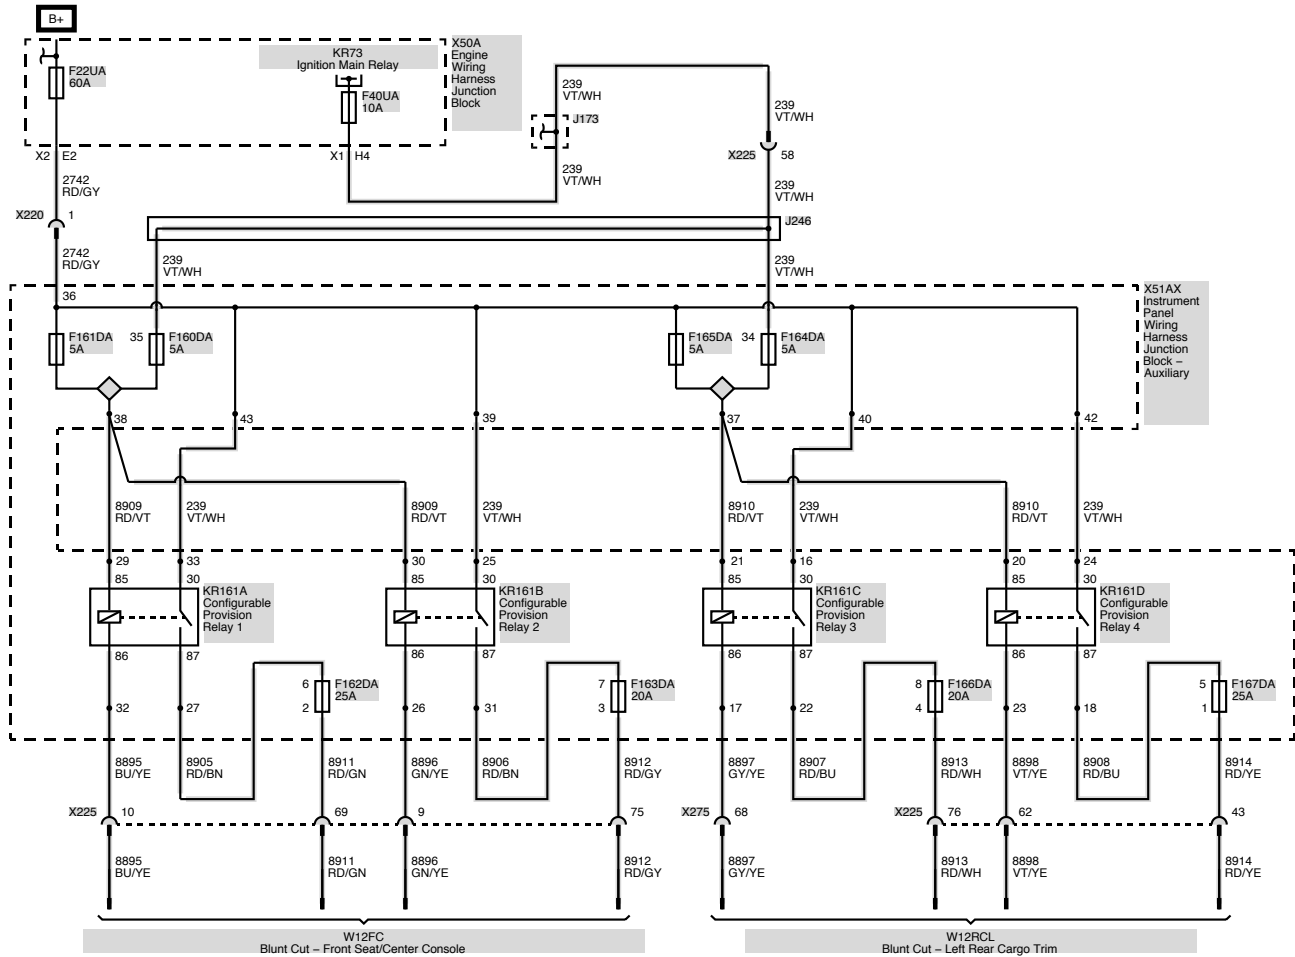 B+
KR73
Ignition Main Relay
X50A
Engine
Wiring
Harness
Junction
Block
F22UA
60A
F40UA
10A
239
VT/WH
J173
239
VT/WH
X2 E2
X1 H4
X225 58
2742
RD/GY
239
VT/WH
239
VT/WH
X220 1
J246
2742
RD/GY
239
VT/WH
239
VT/WH
36
X51AX
Instrument
Panel
Wiring
Harness
Junction
Block –
Auxiliary
F161DA
5A
35 F160DA
5A
F165DA
5A
34 F164DA
5A
38 43 39 37 40 42
8909
RD/VT
239
VT/WH
8909
RD/VT
239
VT/WH
8910
RD/VT
239
VT/WH
8910
RD/VT
239
VT/WH
29 33 30 25 21 16 20 24
85 30 85 30 85 30 85 30
KR161A
Configurable
Provision
Relay 1
KR161B
Configurable
Provision
Relay 2
KR161C
Configurable
Provision
Relay 3
KR161D
Configurable
Provision
Relay 4
86 87 86 87 86 87 86 87
6 F162DA
25A
2
7 F163DA
20A
3
8 F166DA
20A
4
5 F167DA
25A
1
32 27 26 31 17 22 23 18
8895
BU/YE
8905
RD/BN
8911
RD/GN
8896
GN/YE
8906
RD/BN
8912
RD/GY
8897
GY/YE
8907
RD/BU
8913
RD/WH
8898
VT/YE
8908
RD/BU
8914
RD/YE
X225 10 69 9 75 X275 68 X225 76 62 43
8895
BU/YE
8911
RD/GN
8896
GN/YE
8912
RD/GY
8897
GY/YE
8913
RD/WH
8898
VT/YE
8914
RD/YE
W12FC
Blunt Cut – Front Seat/Center Console
W12RCL
Blunt Cut – Left Rear Cargo Trim